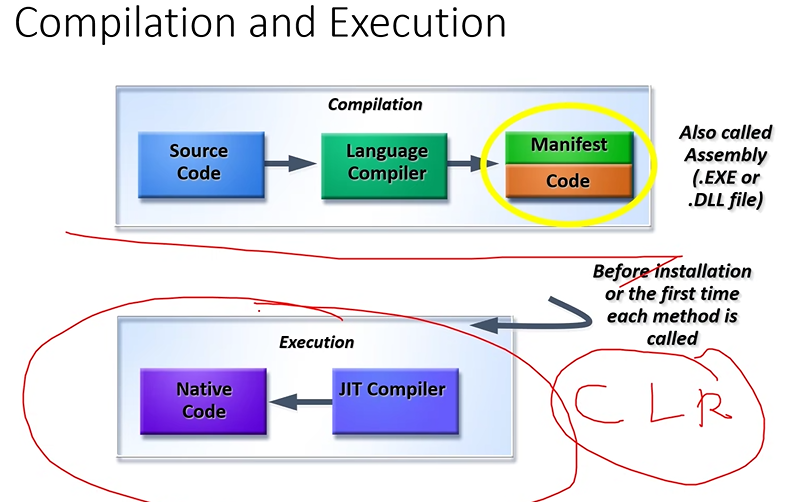 Compilation and Execution
Compilation
Source
Code
Language
Compiler
Manifest
Code
Also called
Assembly
(.EXE or
.DLL file)
Before installation
or the first time
each method is
called
Execution
Native
Code
JIT Compiler
CLR